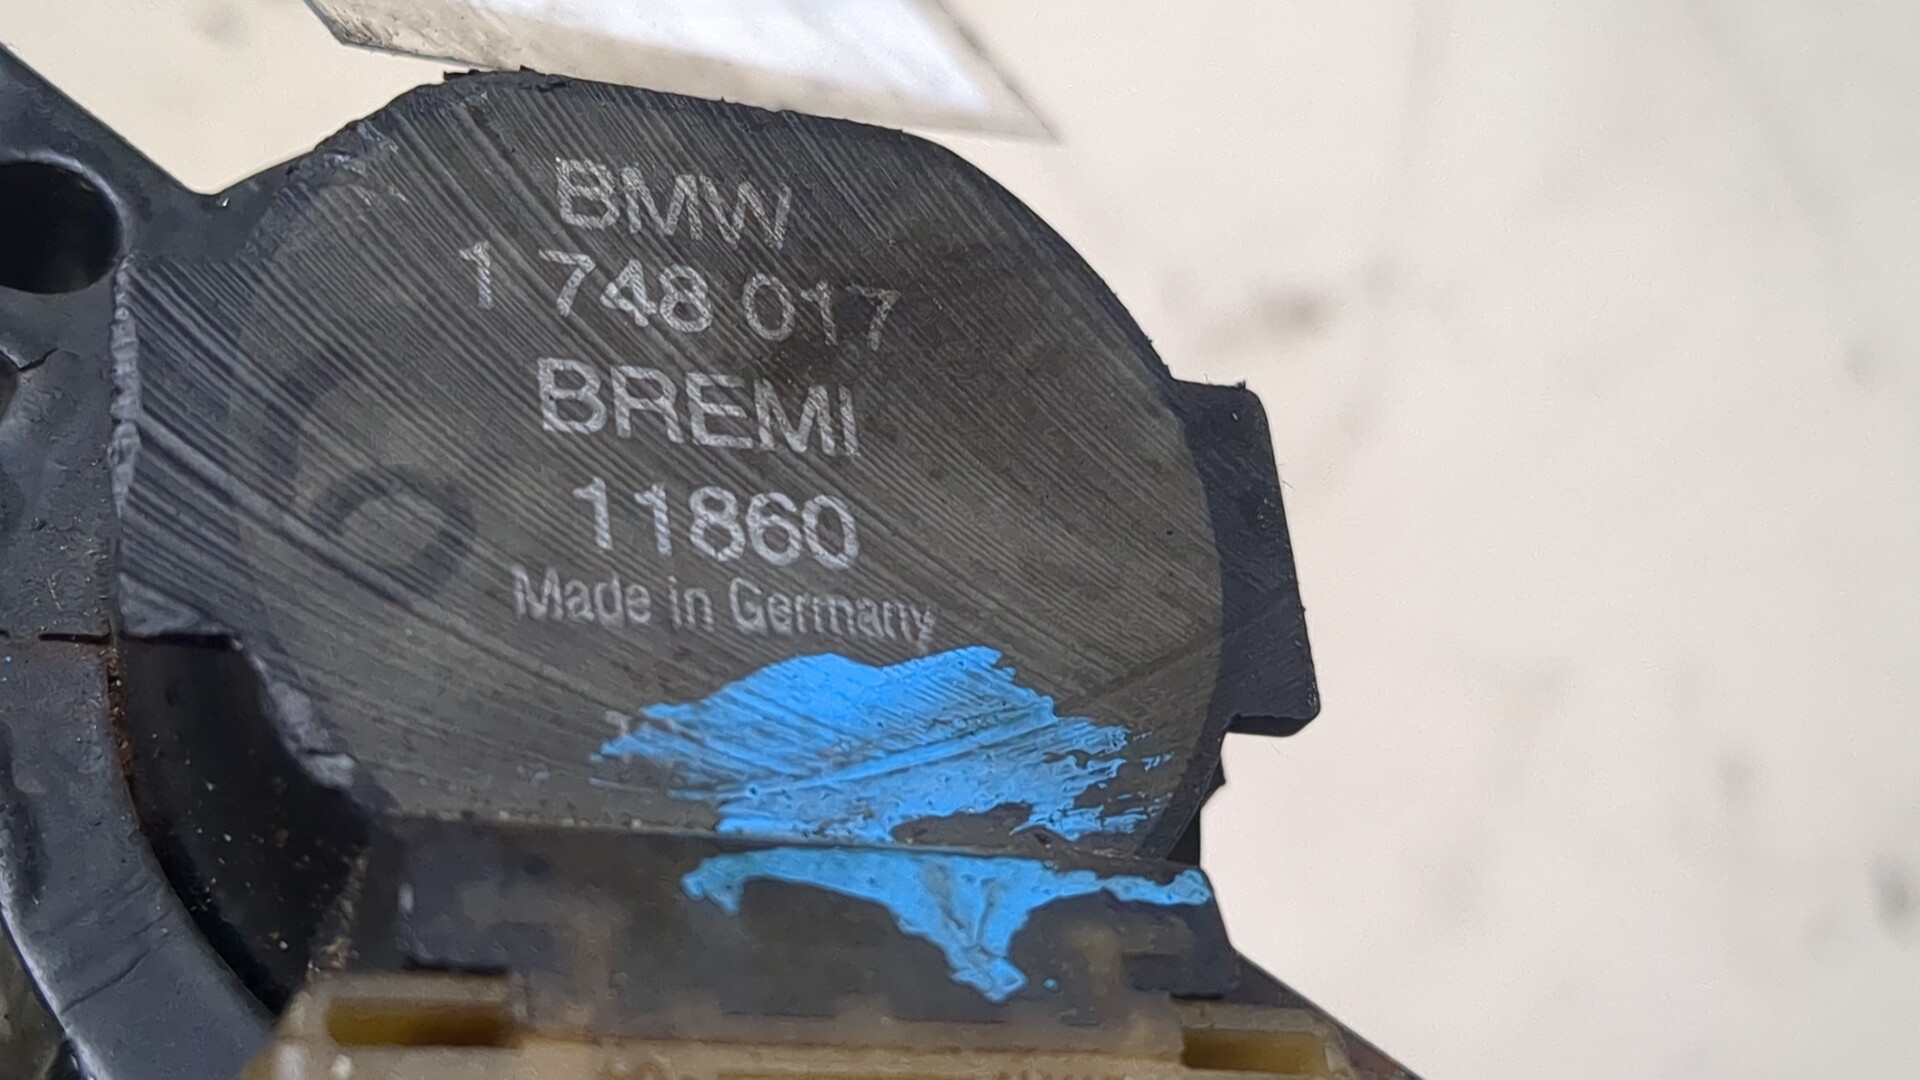 BMW
1 748 017
BREMI
11860
Made in Germany